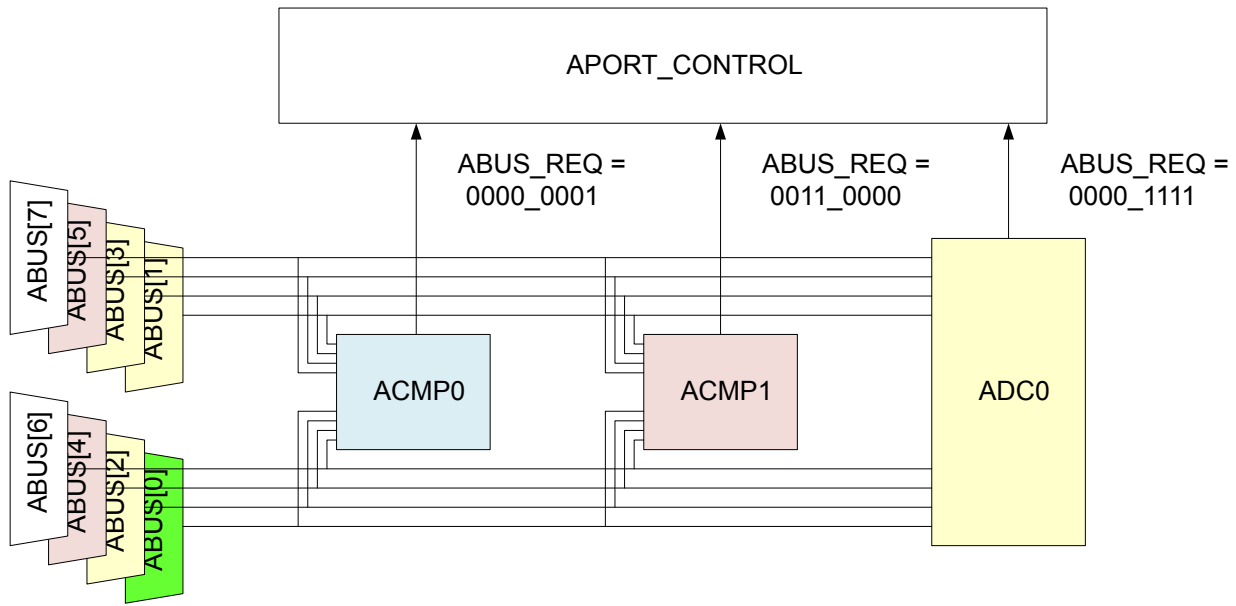 APORT_CONTROL
ABUS_REQ =
0000_0001
ABUS_REQ =
0011_0000
ABUS_REQ =
0000_1111
ABUS[7]
ABUS[5]
ABUS[3]
ABUS[1]
ACMP0
ACMP1
ADC0
ABUS[6]
ABUS[4]
ABUS[2]
ABUS[0]